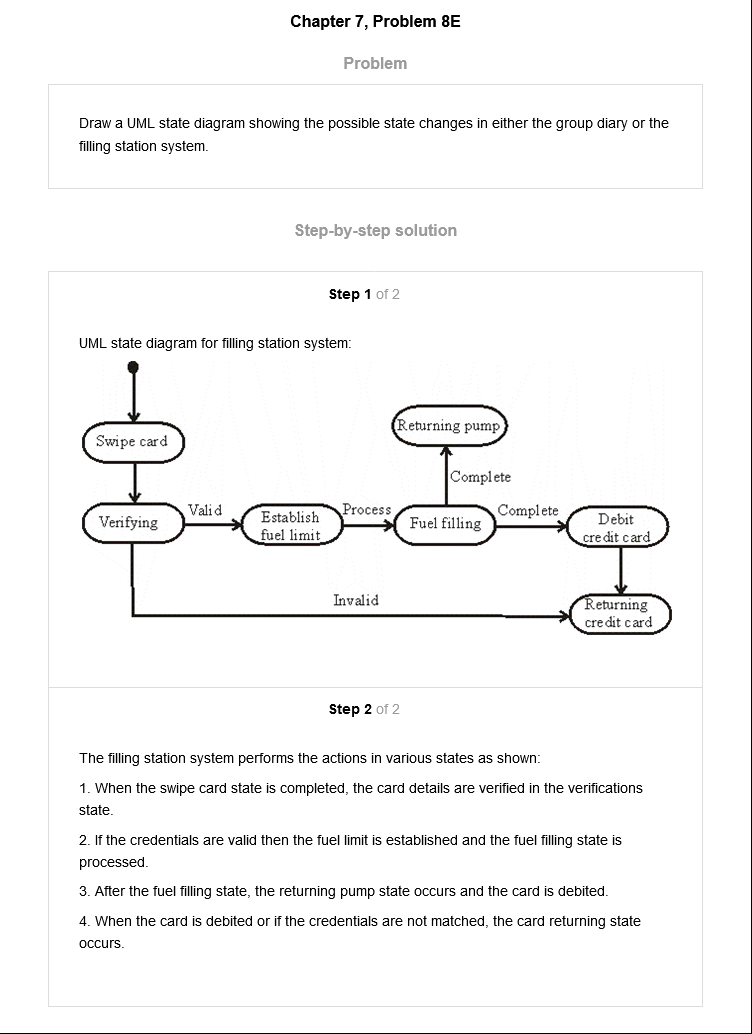 Chapter 7, Problem 8E
Problem
Draw a UML state diagram showing the possible state changes in either the group diary or the
filling station system.
Step-by-step solution
Step 1 of 2
UML state diagram for filling station system:
Returning pump
Swipe card
Complete
Verifying
Valid
Establish
fuel limit
Process
Fuel filling
Complete
Debit
credit card
Invalid
Returning
credit card
Step 2 of 2
The filling station system performs the actions in various states as shown:
1. When the swipe card state is completed, the card details are verified in the verifications
state.
2. If the credentials are valid then the fuel limit is established and the fuel filling state is
processed.
3. After the fuel filling state, the returning pump state occurs and the card is debited.
4. When the card is debited or if the credentials are not matched, the card returning state
occurs.